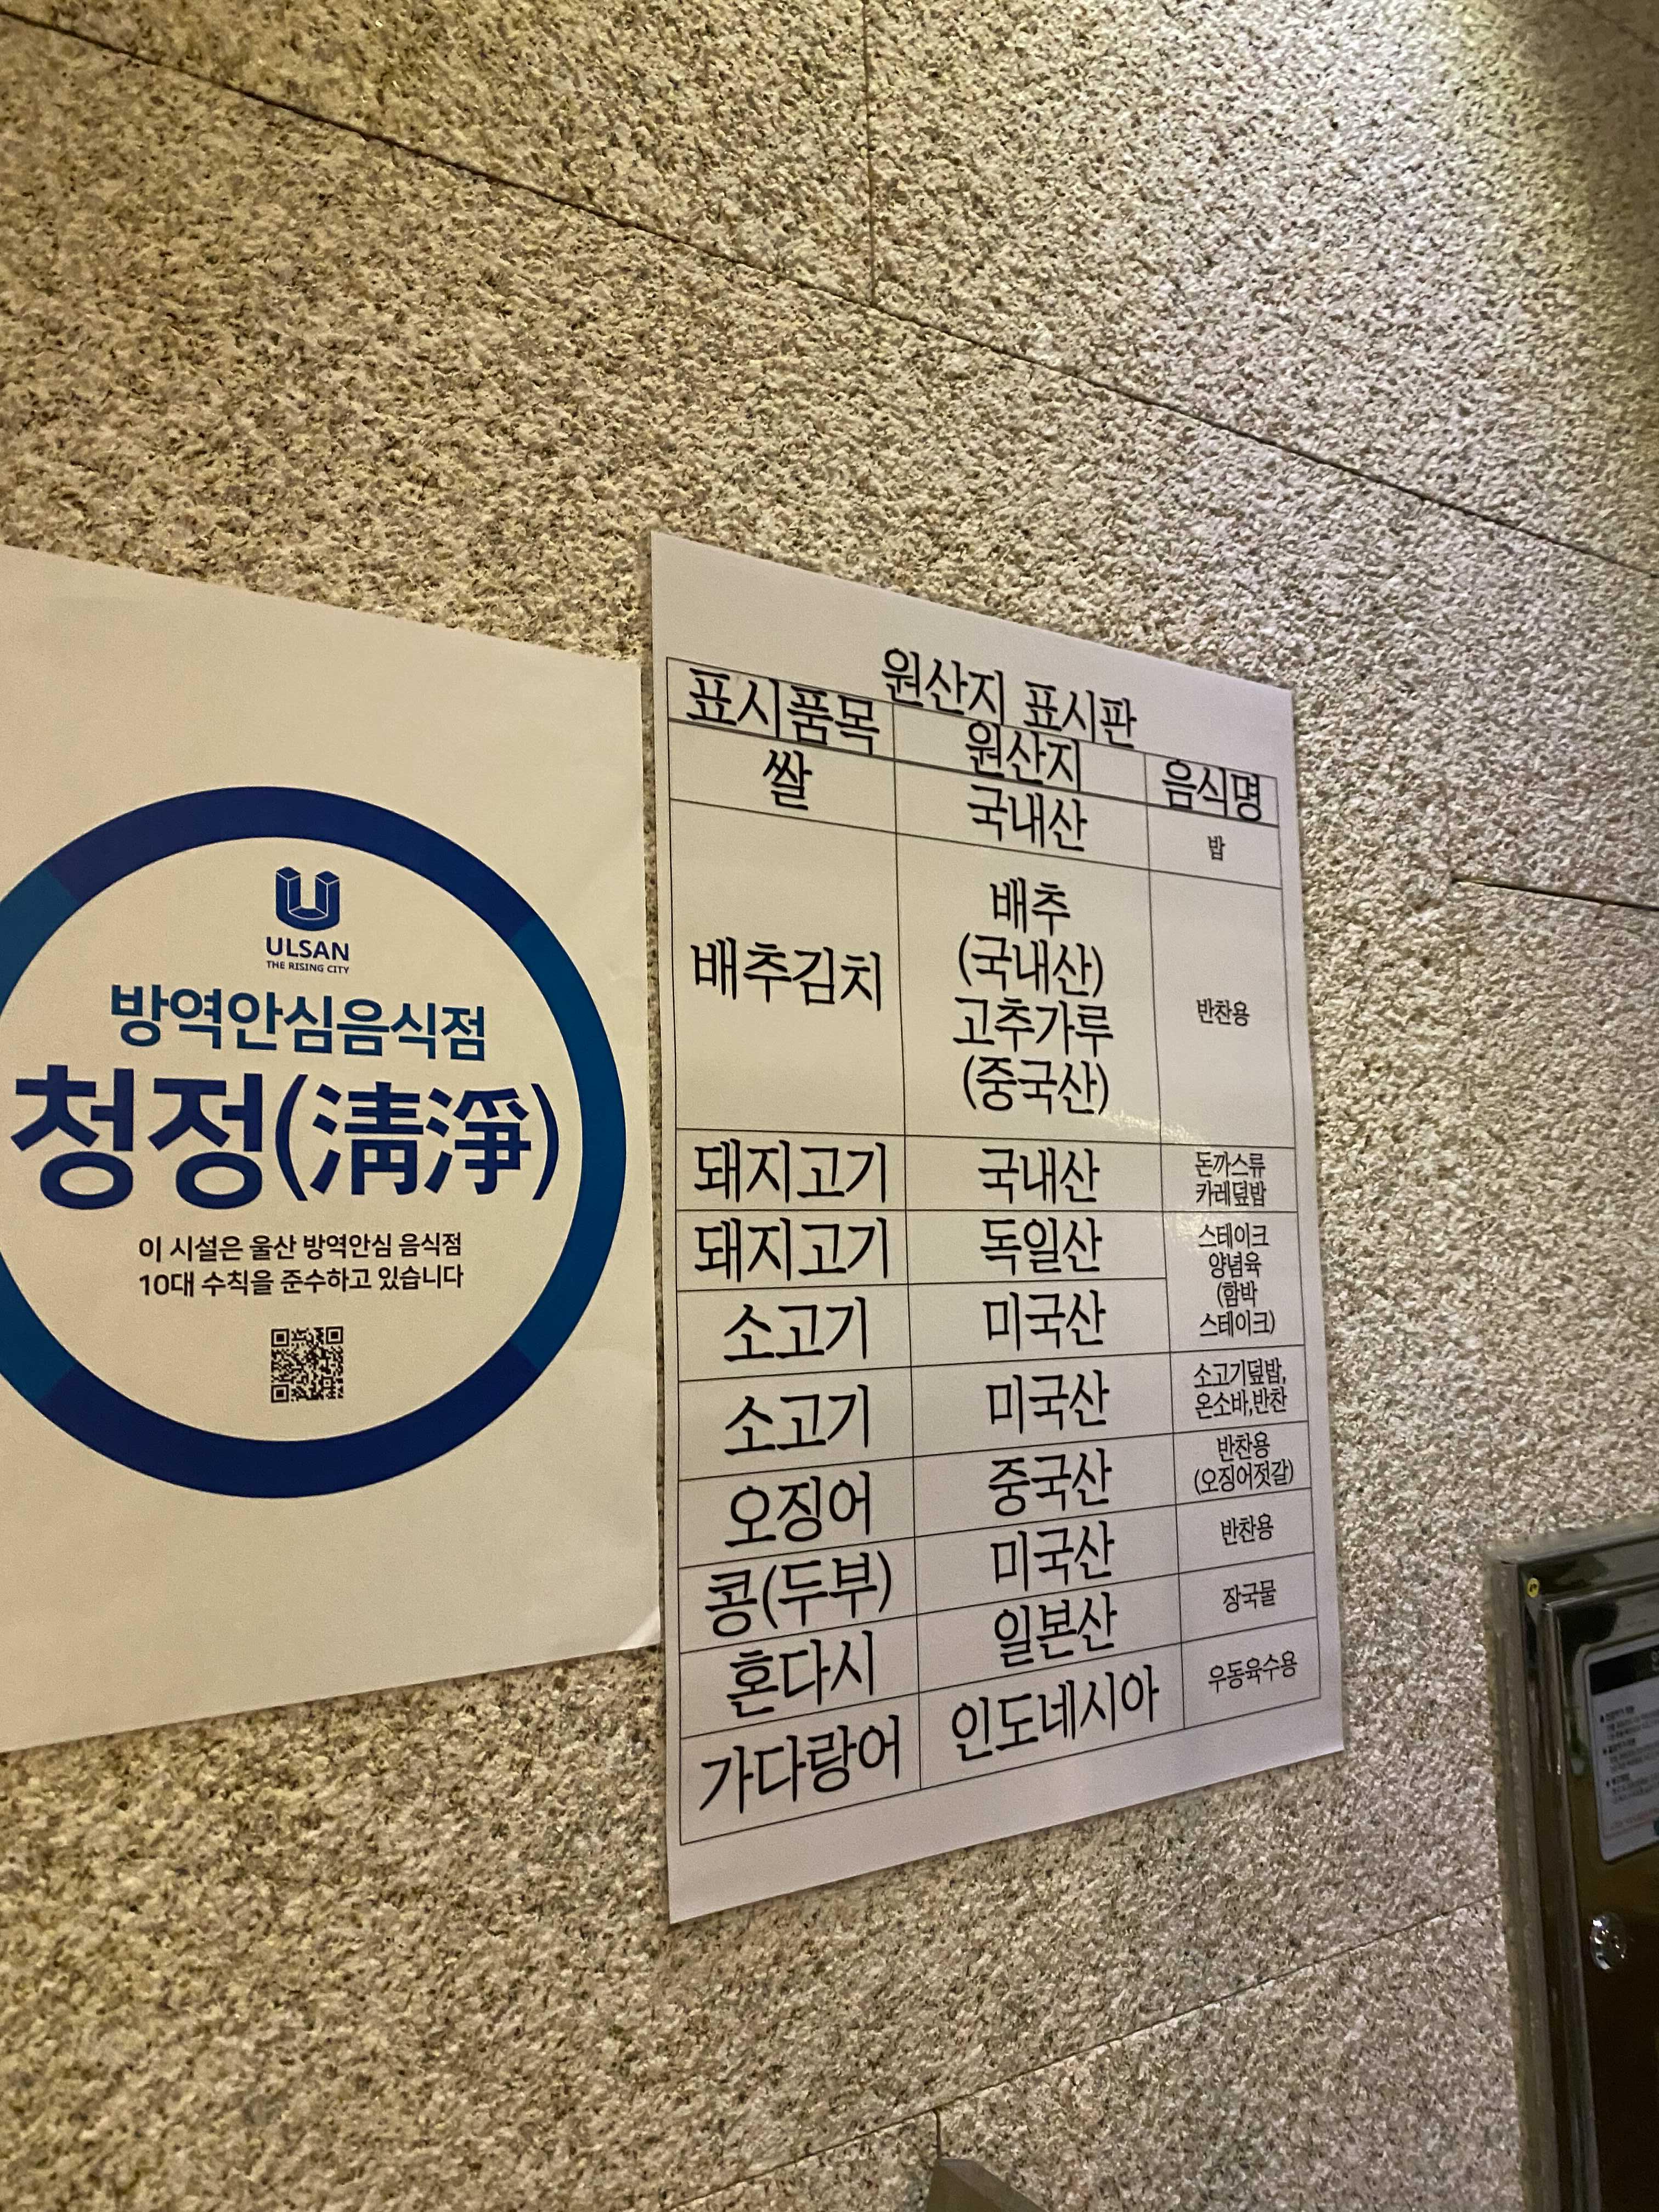 ULSAN
THE RISING CITY
방역안심음식점
청정(淸淨)
이 시설은 울산 방역안심 음식점
10대 수칙을 준수하고 있습니다
원산지 표시판
표시품목 원산지 음식명
쌀 국내산 밥
배추김치 배추 (국내산) 고추가루 (중국산) 반찬용
돼지고기 국내산 돈까스류 카레덮밥
돼지고기 독일산 스테이크 양념육 (함박 스테이크)
소고기 미국산
소고기 미국산 소고기덮밥, 온소바,반찬
오징어 중국산 반찬용 (오징어젓갈)
콩(두부) 미국산 반찬용
혼다시 일본산 장국물
가다랑어 인도네시아 우동육수용